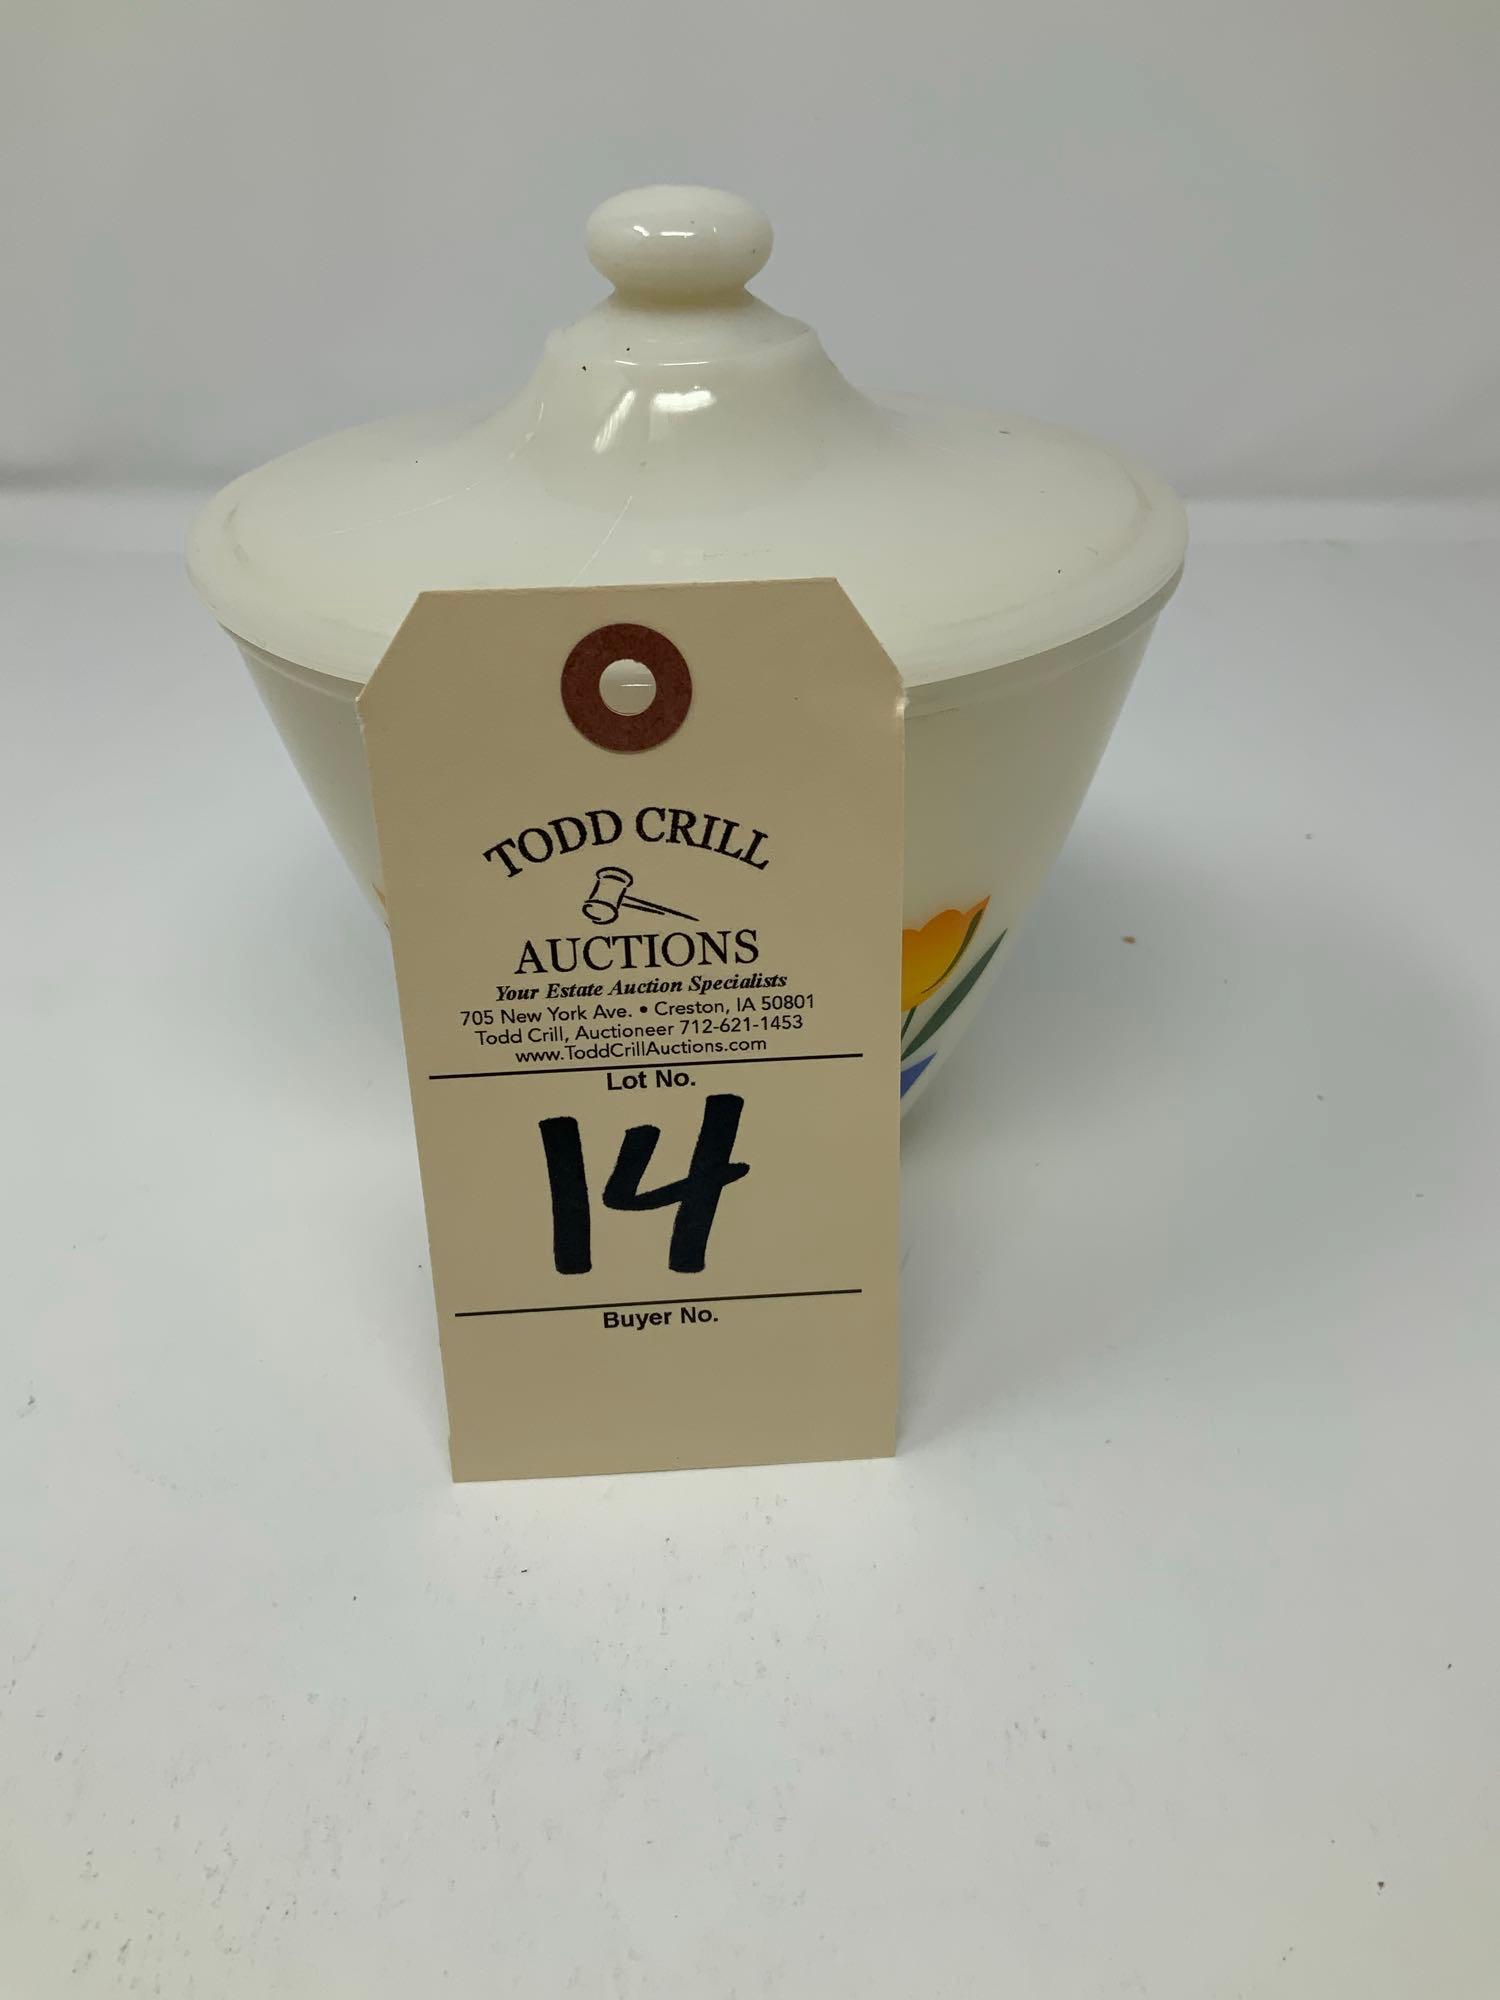 TODD CRILL
AUCTIONS
Your Estate Auction Specialists
705 New York Ave. • Creston, IA 50801
Todd Crill, Auctioneer 712-621-1453
www.ToddCrillAuctions.com
Lot No.
14
Buyer No.